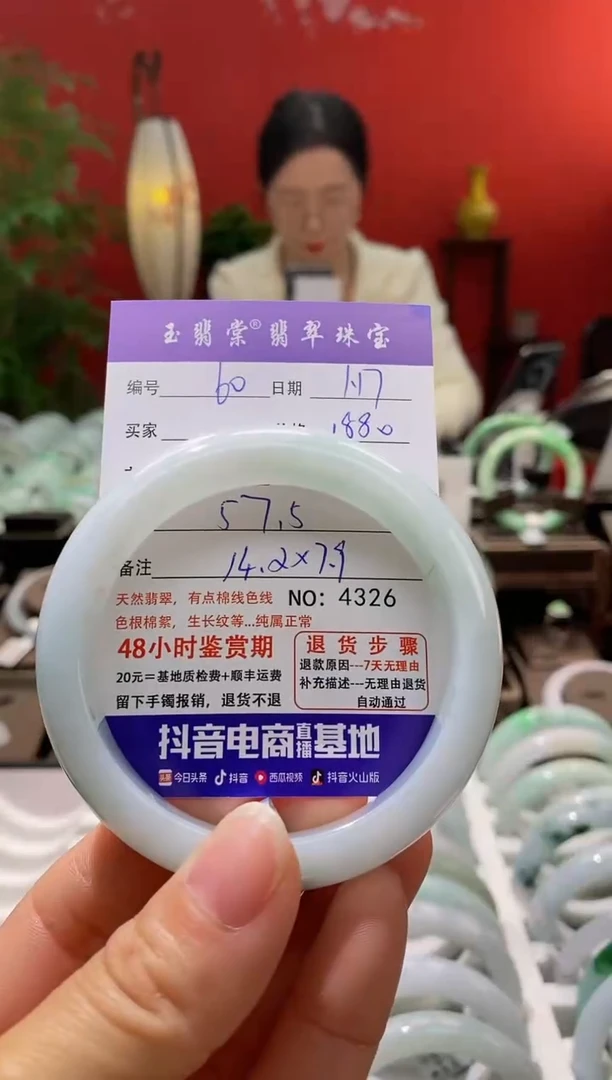 玉翡棠® 翡翠珠宝
编号 60 日期 1.17
买家 1880
57.5
备注 14.2×7.9
天然翡翠，有点棉线色线 NO: 4326
色根棉絮，生长纹等...纯属正常
48小时鉴赏期 退货步骤
退款原因---7天无理由
20元=基地质检费+顺丰运费 补充描述---无理由退货
留下手镯报销，退货不退 自动通过
抖音电商直播基地
头条 今日头条 抖音 西瓜视频 抖音火山版